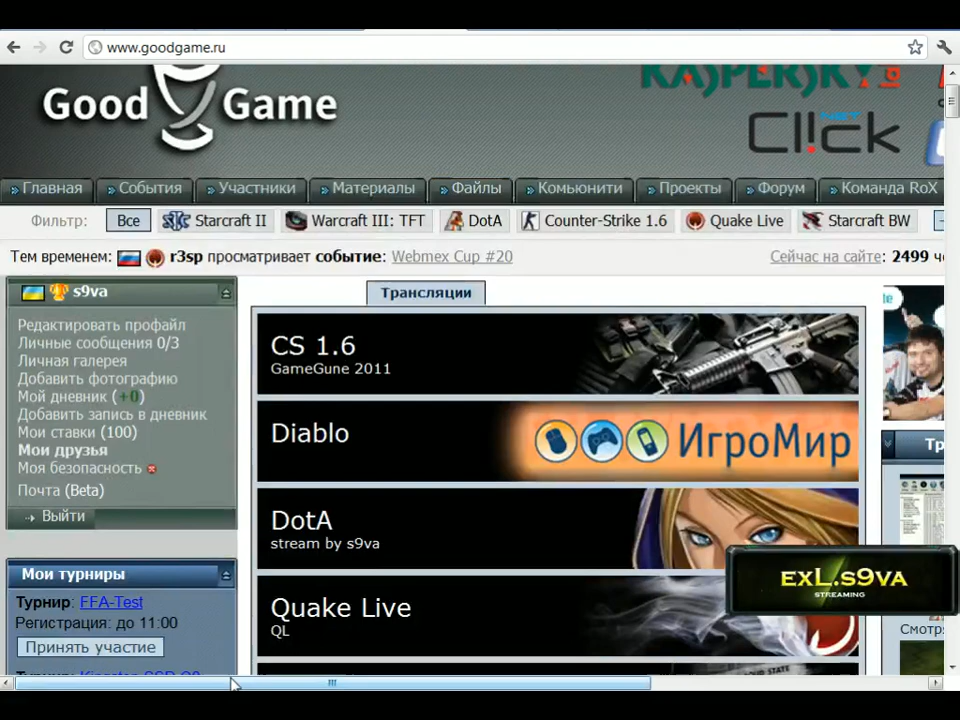 www.goodgame.ru
Good Game
KASPERSKY
NET
Cl!ck
Главная События Участники Материалы Файлы Комьюнити Проекты Форум Команда RoX
Фильтр: Все Starcraft II Warcraft III: TFT DotA Counter-Strike 1.6 Quake Live Starcraft BW
Тем временем: r3sp просматривает событие: Webmex Cup #20 Сейчас на сайте: 2499
s9va
Редактировать профайл
Личные сообщения 0/3
Личная галерея
Добавить фотографию
Мой дневник (+0)
Добавить запись в дневник
Мои ставки (100)
Мои друзья
Моя безопасность
Почта (Beta)
Выйти
Мои турниры
Турнир: FFA-Test
Регистрация: до 11:00
Принять участие
Трансляции
CS 1.6
GameGune 2011
Diablo
ИгроМир
DotA
stream by s9va
Quake Live
QL
exL.s9va
STREAMING